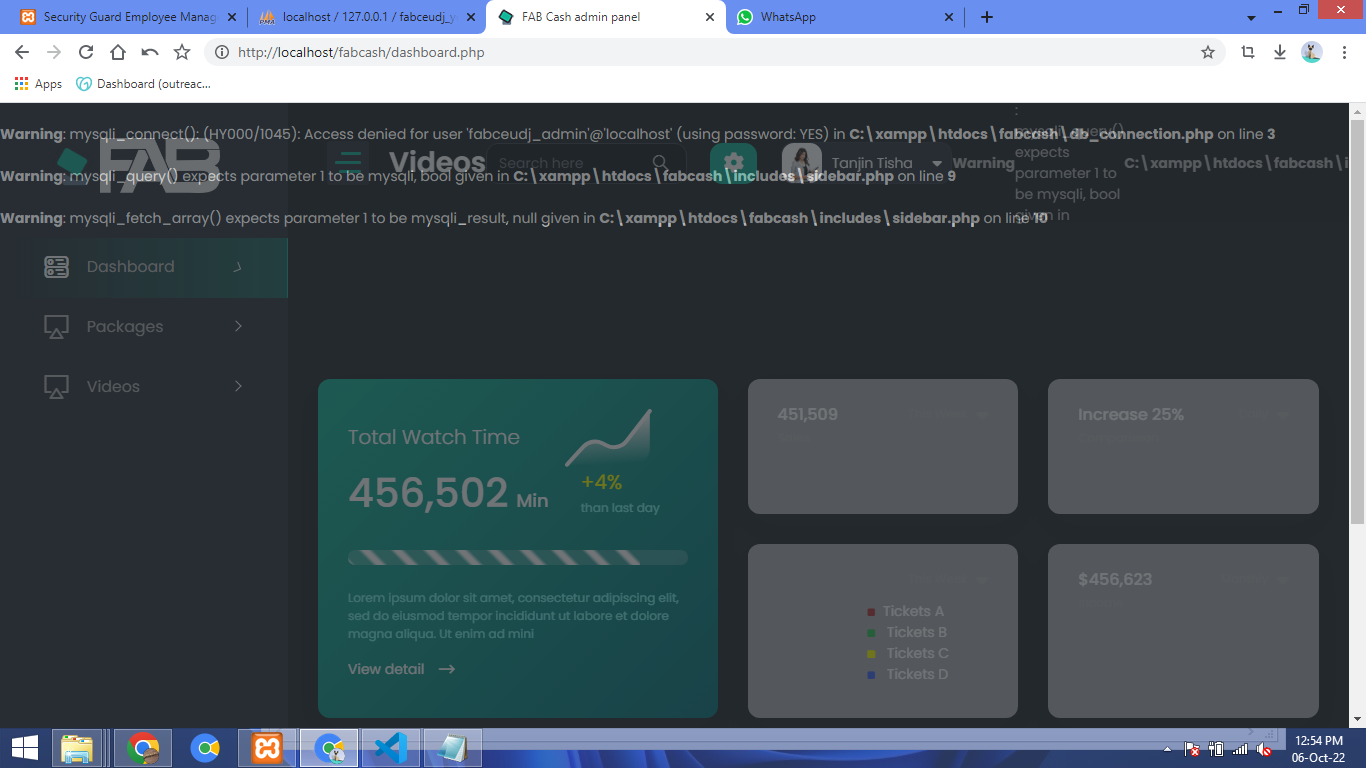 Security Guard Employee Manag
localhost / 127.0.0.1 / fabceudj_y
FAB Cash admin panel
WhatsApp
http://localhost/fabcash/dashboard.php
Apps
Dashboard (outreac...
Warning: mysqli_connect(): (HY000/1045): Access denied for user 'fabceudj_admin'@'localhost' (using password: YES) in C:\xampp\htdocs\fabcash\db_connection.php on line 3
FAB
Videos
Search here
Tanjin Tisha
Warning
:
mysqli_query()
expects
parameter 1 to
be mysqli, bool
given in
C:\xampp\htdocs\fabcash\i
Warning: mysqli_query() expects parameter 1 to be mysqli, bool given in C:\xampp\htdocs\fabcash\includes\sidebar.php on line 9
Warning: mysqli_fetch_array() expects parameter 1 to be mysqli_result, null given in C:\xampp\htdocs\fabcash\includes\sidebar.php on line 10
Dashboard
Packages
Videos
Total Watch Time
456,502 Min
+4%
than last day
Lorem ipsum dolor sit amet, consectetur adipiscing elit,
sed do eiusmod tempor incididunt ut labore et dolore
magna aliqua. Ut enim ad mini
View detail
451,509
Increase 25%
Tickets A
Tickets B
Tickets C
Tickets D
$456,623
12:54 PM
06-Oct-22